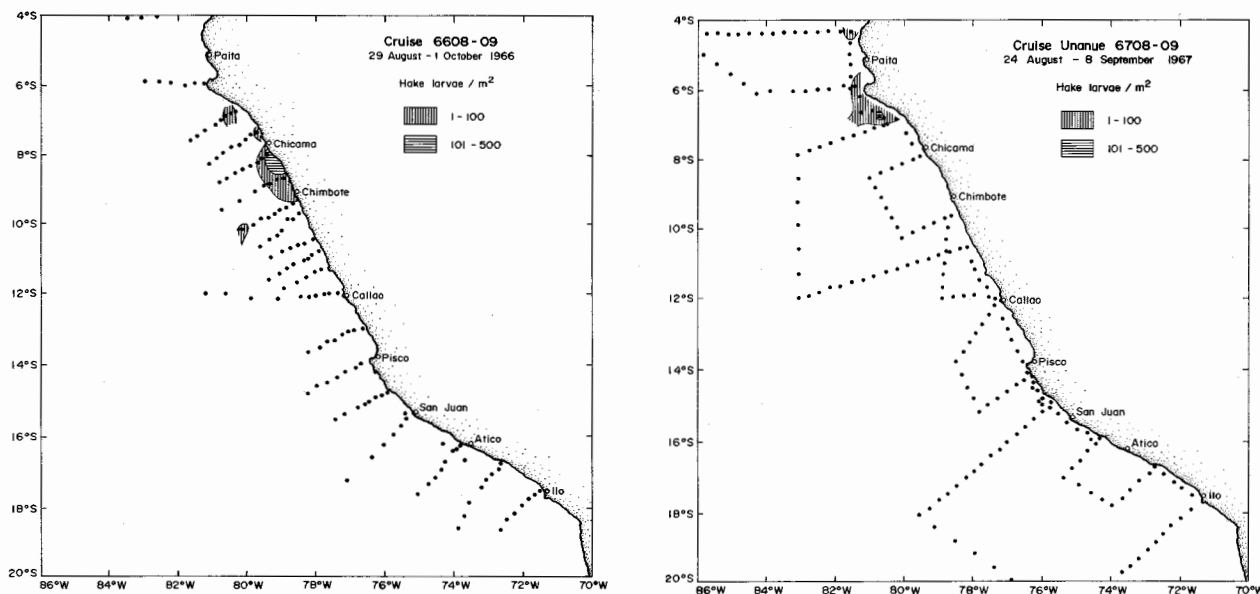 Cruise 6608-09
29 August - 1 October 1966
Hake larvae / m²
1 - 100
101 - 500
4°S
6°S
8°S
10°S
12°S
14°S
16°S
18°S
20°S
Paita
Chicama
Chimbote
Callao
Pisco
San Juan
Atico
Ilo
86°W 84°W 82°W 80°W 78°W 76°W 74°W 72°W 70°W
Cruise Unanue 6708-09
24 August - 8 September 1967
Hake larvae / m²
1 - 100
101 - 500
4°S
6°S
8°S
10°S
12°S
14°S
16°S
18°S
20°S
Paita
Chicama
Chimbote
Callao
Pisco
San Juan
Atico
Ilo
86°W 84°W 82°W 80°W 78°W 76°W 74°W 72°W 70°W